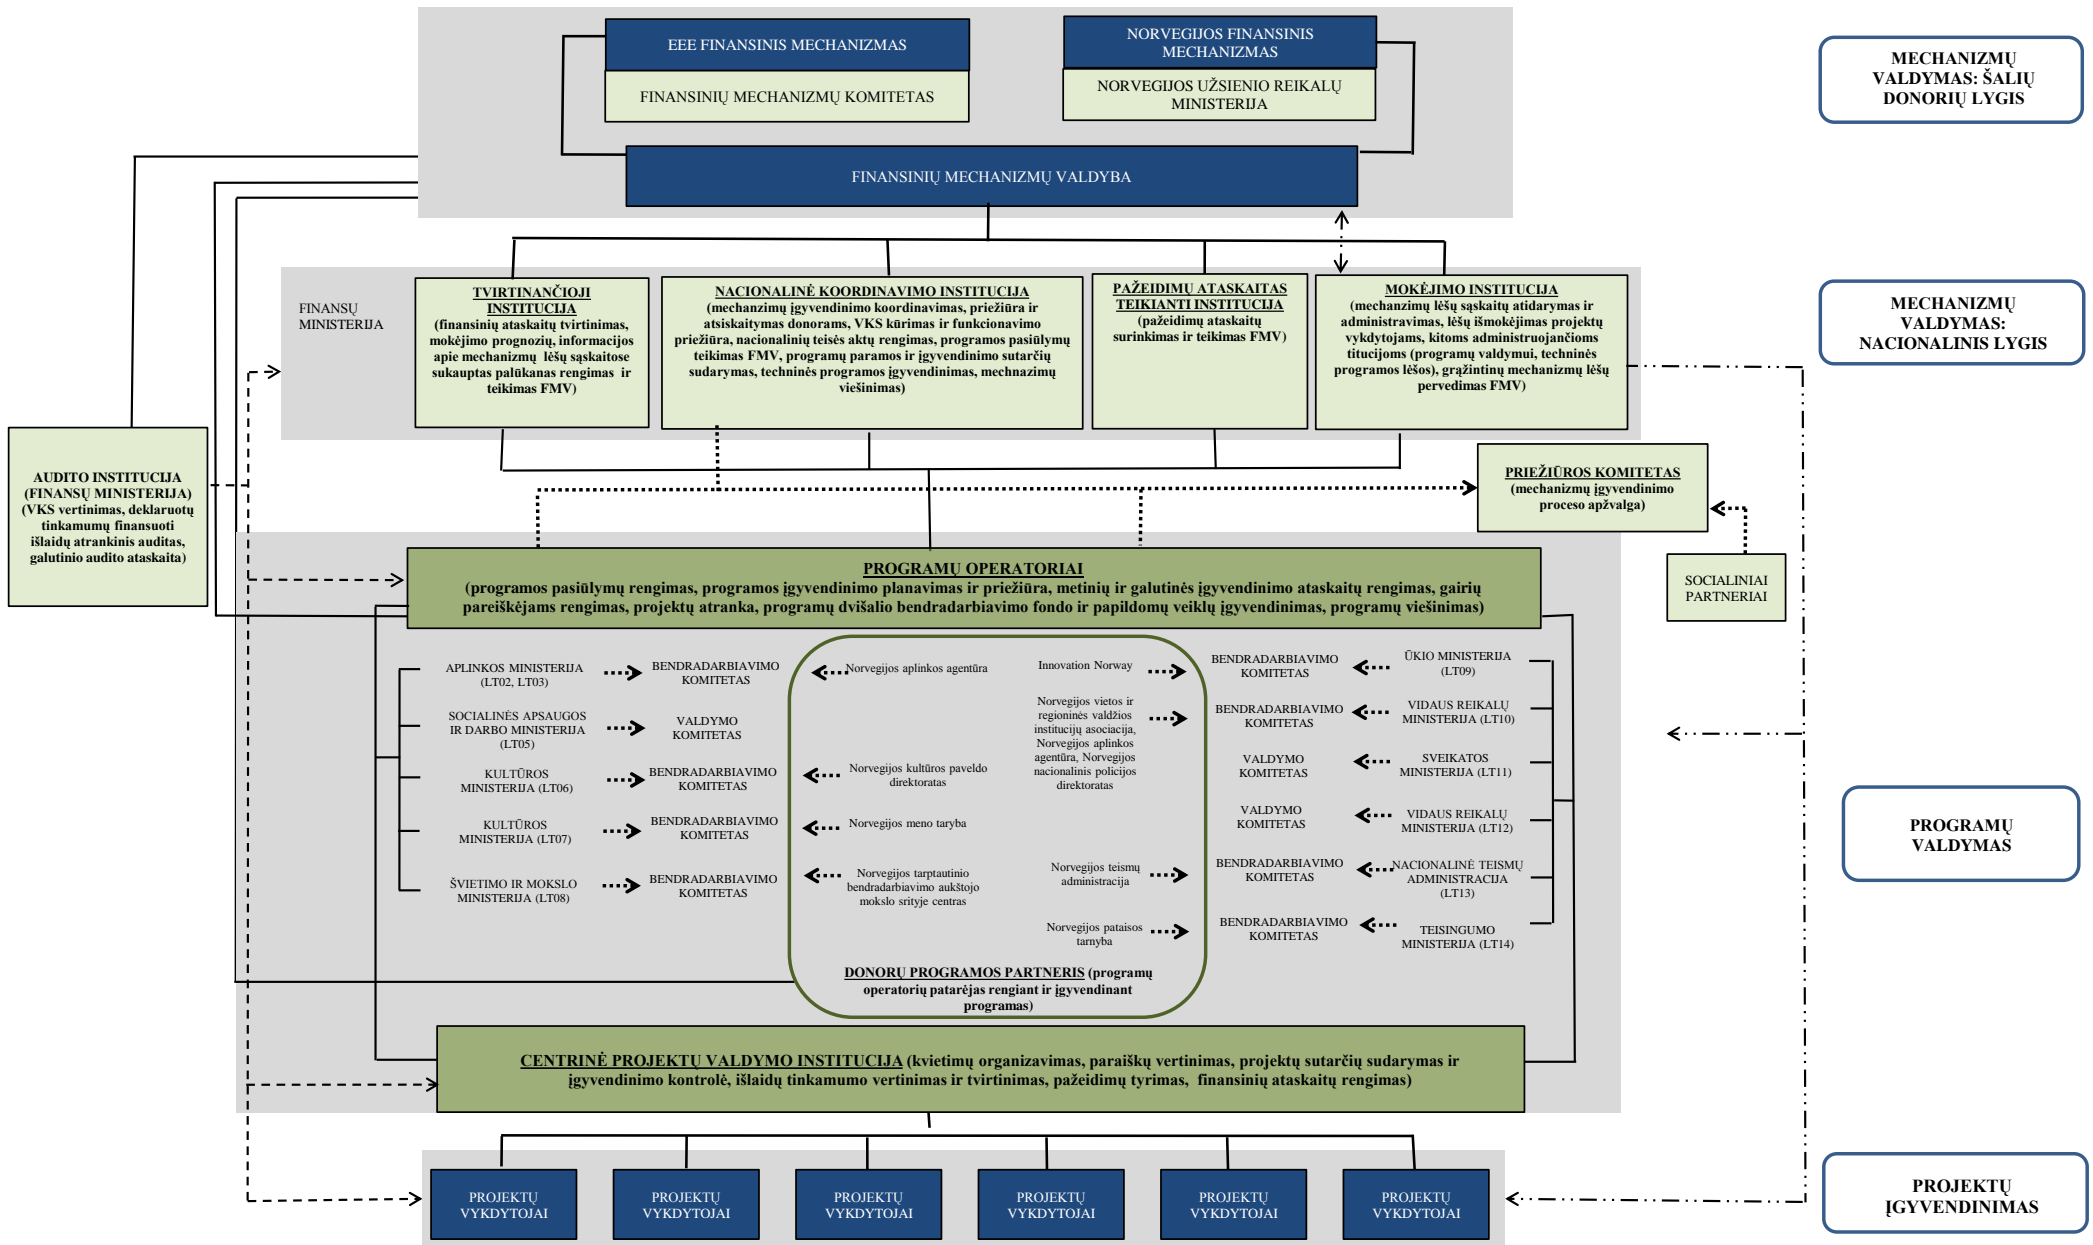 EEE FINANSINIS MECHANIZMAS
FINANSINIŲ MECHANIZMŲ KOMITETAS
NORVEGIJOS FINANSINIS
MECHANIZMAS
NORVEGIJOS UŽSIENIO REIKALŲ
MINISTERIJA
FINANSINIŲ MECHANIZMŲ VALDYBA
MECHANIZMŲ
VALDYMAS: ŠALIŲ
DONORIŲ LYGIS
FINANSŲ
MINISTERIJA
TVIRTINANČIOJI
INSTITUCIJA
(finansinių ataskaitų tvirtinimas,
mokėjimo prognozių, informacijos
apie mechanizmų lėšų sąskaitose
sukauptas palūkanas rengimas ir
teikimas FMV)
NACIONALINĖ KOORDINAVIMO INSTITUCIJA
(mechanzimų įgyvendinimo koordinavimas, priežiūra ir
atsiskaitymas donorams, VKS kūrimas ir funkcionavimo
priežiūra, nacionalinių teisės aktų rengimas, programos pasiūlymų
teikimas FMV, programų paramos ir įgyvendinimo sutarčių
sudarymas, techninės programos įgyvendinimas, mechnazimų
viešinimas)
PAŽEIDIMŲ ATASKAITAS
TEIKIANTI INSTITUCIJA
(pažeidimų ataskaitų
surinkimas ir teikimas FMV)
MOKĖJIMO INSTITUCIJA
(mechanzimų lėšų sąskaitų atidarymas ir
administravimas, lėšų išmokėjimas projektų
vykdytojams, kitoms administruojančioms
titucijoms (programų valdymui, techninės
programos lėšos), grąžintinų mechanizmų lėšų
pervedimas FMV)
MECHANIZMŲ
VALDYMAS:
NACIONALINIS LYGIS
AUDITO INSTITUCIJA
(FINANSŲ MINISTERIJA)
(VKS vertinimas, deklaruotų
tinkamumų finansuoti
išlaidų atrankinis auditas,
galutinio audito ataskaita)
PRIEŽIŪROS KOMITETAS
(mechanizmų įgyvendinimo
proceso apžvalga)
SOCIALINIAI
PARTNERIAI
PROGRAMŲ OPERATORIAI
(programos pasiūlymų rengimas, programos įgyvendinimo planavimas ir priežiūra, metinių ir galutinės įgyvendinimo ataskaitų rengimas, gairių
pareiškėjams rengimas, projektų atranka, programų dvišalio bendradarbiavimo fondo ir papildomų veiklų įgyvendinimas, programų viešinimas)
APLINKOS MINISTERIJA
(LT02, LT03)
BENDRADARBIAVIMO
KOMITETAS
Norvegijos aplinkos agentūra
SOCIALINĖS APSAUGOS
IR DARBO MINISTERIJA
(LT05)
VALDYMO
KOMITETAS
KULTŪROS
MINISTERIJA (LT06)
BENDRADARBIAVIMO
KOMITETAS
Norvegijos kultūros paveldo
direktoratas
KULTŪROS
MINISTERIJA (LT07)
BENDRADARBIAVIMO
KOMITETAS
Norvegijos meno taryba
ŠVIETIMO IR MOKSLO
MINISTERIJA (LT08)
BENDRADARBIAVIMO
KOMITETAS
Norvegijos tarptautinio
bendradarbiavimo aukštojo
mokslo srityje centras
Innovation Norway
BENDRADARBIAVIMO
KOMITETAS
ŪKIO MINISTERIJA
(LT09)
Norvegijos vietos ir
regioninės valdžios
institucijų asociacija,
Norvegijos aplinkos
agentūra, Norvegijos
nacionalinis policijos
direktoratas
BENDRADARBIAVIMO
KOMITETAS
VIDAUS REIKALŲ
MINISTERIJA (LT10)
VALDYMO
KOMITETAS
SVEIKATOS
MINISTERIJA (LT11)
VALDYMO
KOMITETAS
VIDAUS REIKALŲ
MINISTERIJA (LT12)
Norvegijos teismų
administracija
BENDRADARBIAVIMO
KOMITETAS
NACIONALINĖ TEISMŲ
ADMINISTRACIJA
(LT13)
Norvegijos pataisos
tarnyba
BENDRADARBIAVIMO
KOMITETAS
TEISINGUMO
MINISTERIJA (LT14)
DONORŲ PROGRAMOS PARTNERIS (programų
operatorių patarėjas rengiant ir įgyvendinant
programas)
PROGRAMŲ
VALDYMAS
CENTRINĖ PROJEKTŲ VALDYMO INSTITUCIJA (kvietimų organizavimas, paraiškų vertinimas, projektų sutarčių sudarymas ir
įgyvendinimo kontrolė, išlaidų tinkamumo vertinimas ir tvirtinimas, pažeidimų tyrimas, finansinių ataskaitų rengimas)
PROJEKTŲ
VYKDYTOJAI
PROJEKTŲ
VYKDYTOJAI
PROJEKTŲ
VYKDYTOJAI
PROJEKTŲ
VYKDYTOJAI
PROJEKTŲ
VYKDYTOJAI
PROJEKTŲ
VYKDYTOJAI
PROJEKTŲ
ĮGYVENDINIMAS